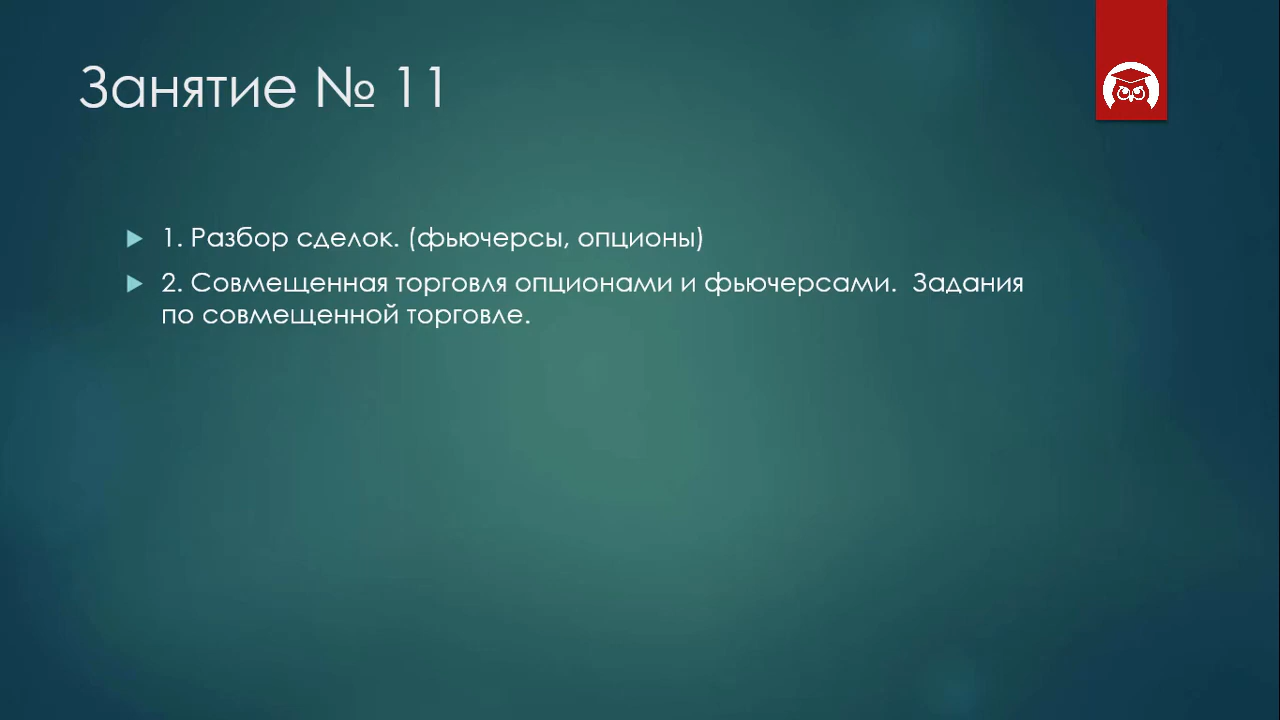 Занятие № 11
1. Разбор сделок. (фьючерсы, опционы)
2. Совмещенная торговля опционами и фьючерсами.  Задания
по совмещенной торговле.